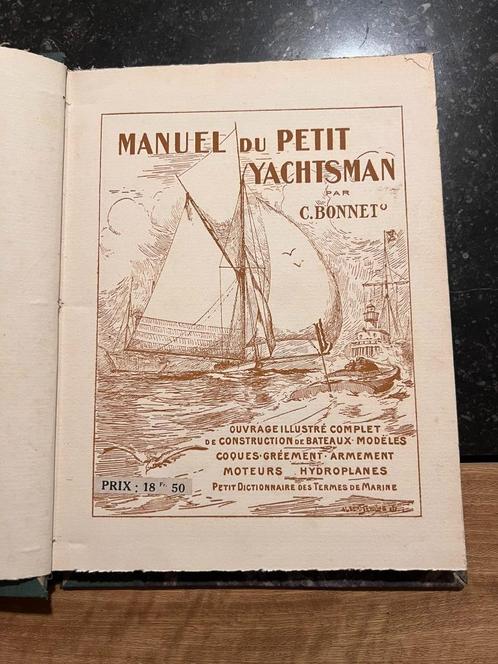 MANUEL DU PETIT
YACHTSMAN
PAR
C. BONNET
OUVRAGE ILLUSTRÉ COMPLET
DE CONSTRUCTION DE BATEAUX · MODÈLES
COQUES · GRÉEMENT · ARMEMENT
MOTEURS . HYDROPLANES
PETIT DICTIONNAIRE DES TERMES DE MARINE
PRIX : 18 Fr. 50